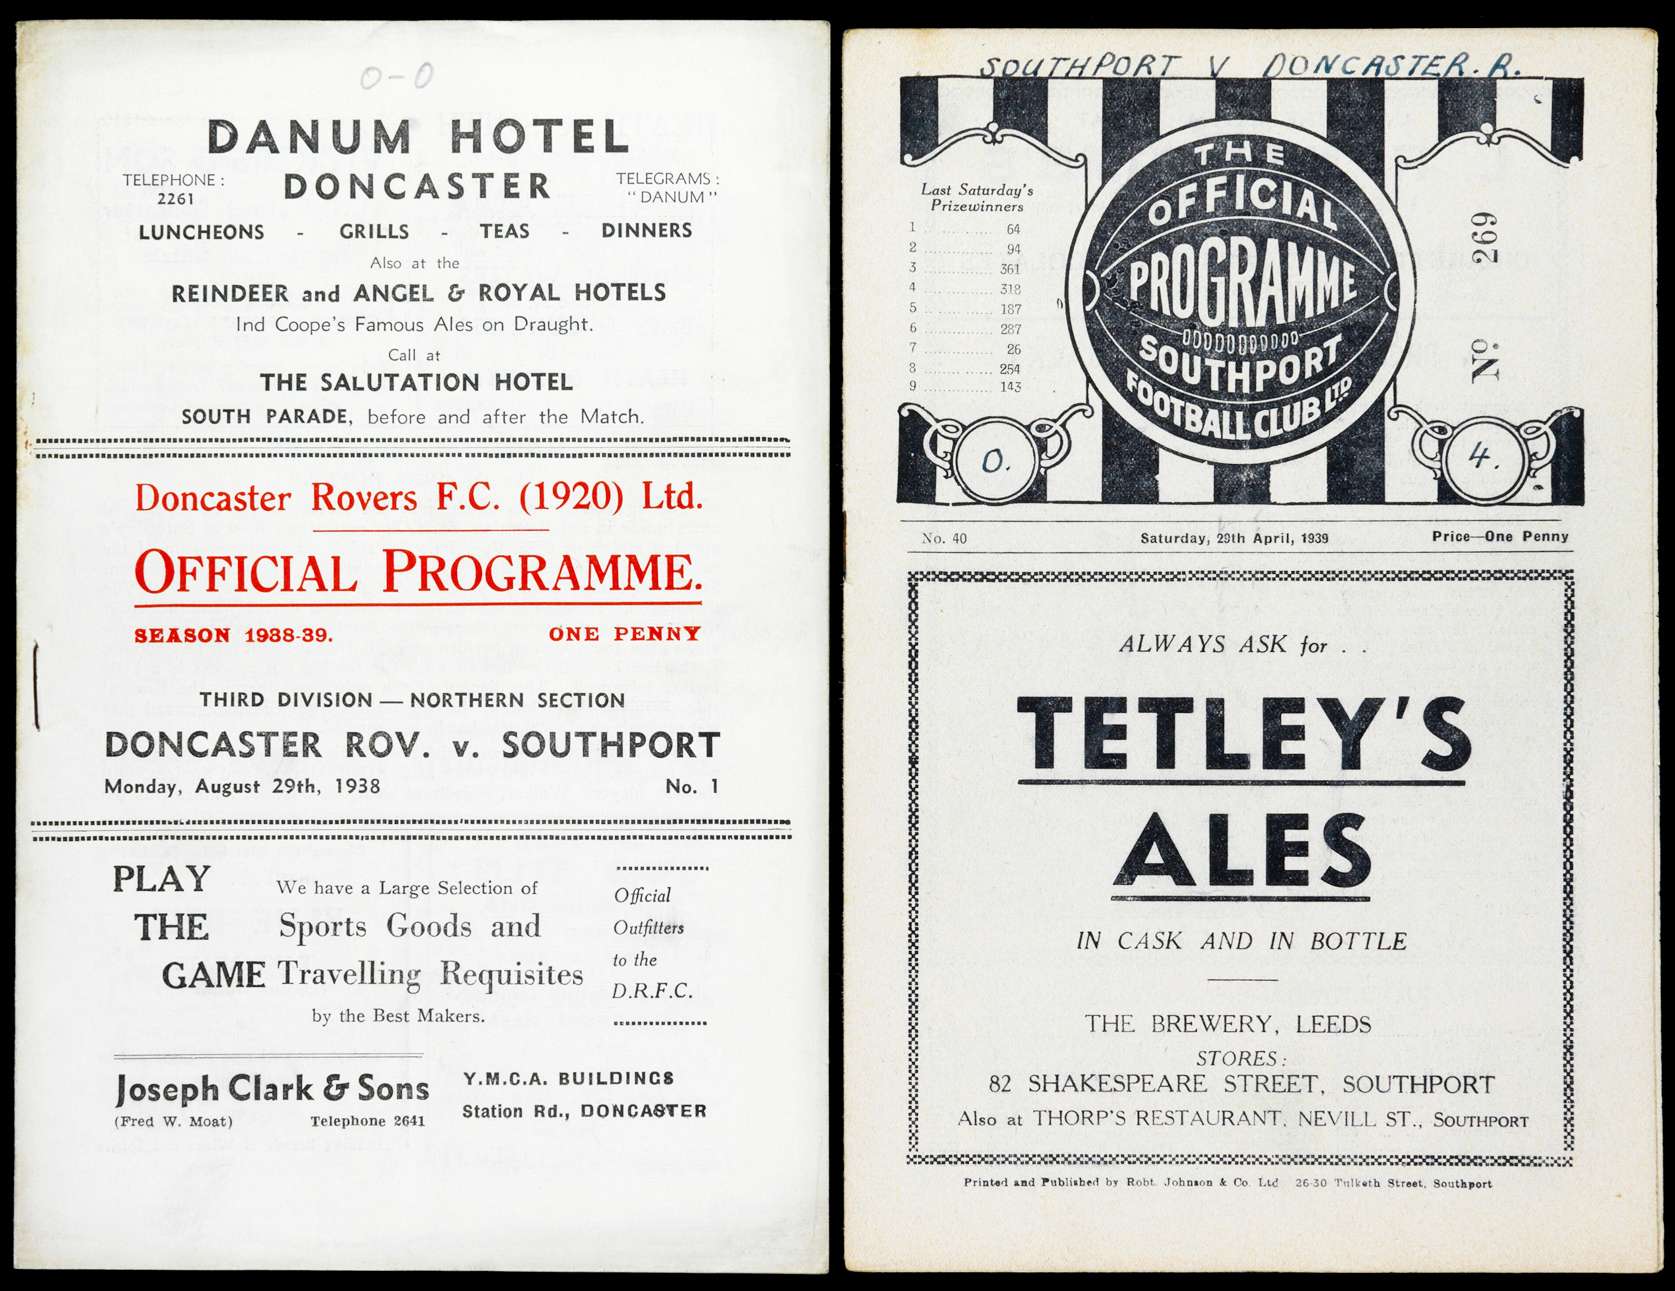 0-0
DANUM HOTEL
TELEPHONE:
2261
DONCASTER
TELEGRAMS:
"DANUM"
LUNCHEONS - GRILLS - TEAS - DINNERS
Also at the
REINDEER and ANGEL & ROYAL HOTELS
Ind Coope's Famous Ales on Draught.
Call at
THE SALUTATION HOTEL
SOUTH PARADE, before and after the Match.
Doncaster Rovers F.C. (1920) Ltd.
OFFICIAL PROGRAMME.
SEASON 1938-39. ONE PENNY
THIRD DIVISION — NORTHERN SECTION
DONCASTER ROV. v. SOUTHPORT
Monday, August 29th, 1938 No. 1
PLAY
THE
GAME
We have a Large Selection of
Sports Goods and
Travelling Requisites
by the Best Makers.
Official
Outfitters
to the
D.R.F.C.
Joseph Clark & Sons
(Fred W. Moat) Telephone 2641
Y.M.C.A. BUILDINGS
Station Rd., DONCASTER
SOUTHPORT V DONCASTER. R.
Last Saturday's
Prizewinners
1 .......... 64
2 .......... 94
3 .......... 361
4 .......... 318
5 .......... 187
6 .......... 287
7 .......... 26
8 .......... 254
9 .......... 143
THE
OFFICIAL
PROGRAMME
SOUTHPORT
FOOTBALL CLUB LTD
No. 269
0.
4.
No. 40 Saturday, 29th April, 1939 Price—One Penny
ALWAYS ASK for . .
TETLEY'S
ALES
IN CASK AND IN BOTTLE
THE BREWERY, LEEDS
STORES:
82 SHAKESPEARE STREET, SOUTHPORT
Also at THORP'S RESTAURANT, NEVILL ST., SOUTHPORT
Printed and Published by Robt. Johnson & Co. Ltd 26-30 Tulketh Street, Southport